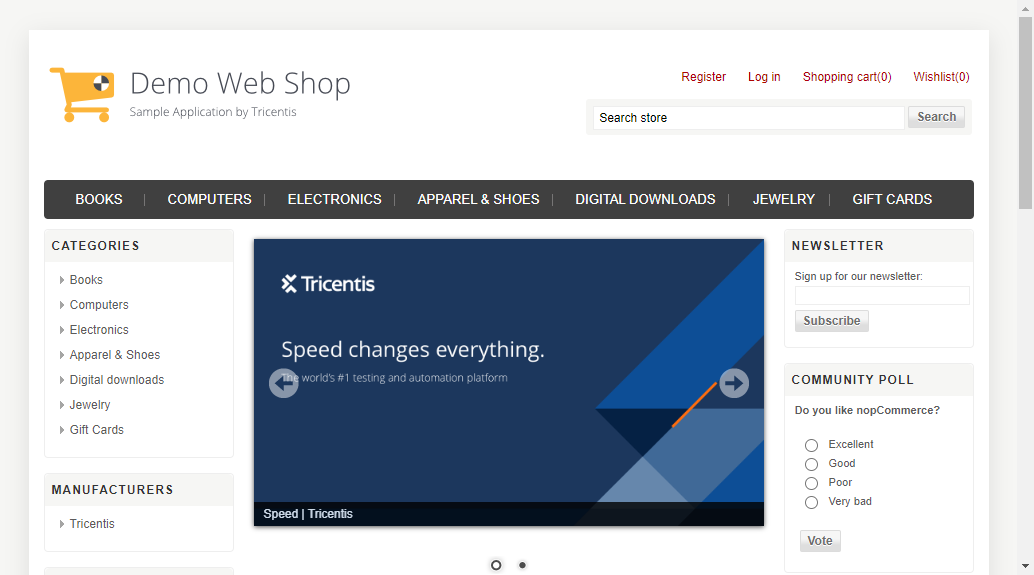 Demo Web Shop
Sample Application by Tricentis
Register Log in Shopping cart(0) Wishlist(0)
Search store Search
BOOKS COMPUTERS ELECTRONICS APPAREL & SHOES DIGITAL DOWNLOADS JEWELRY GIFT CARDS
CATEGORIES
Books
Computers
Electronics
Apparel & Shoes
Digital downloads
Jewelry
Gift Cards
MANUFACTURERS
Tricentis
Tricentis
Speed changes everything.
The world's #1 testing and automation platform
Speed | Tricentis
NEWSLETTER
Sign up for our newsletter:
Subscribe
COMMUNITY POLL
Do you like nopCommerce?
Excellent
Good
Poor
Very bad
Vote